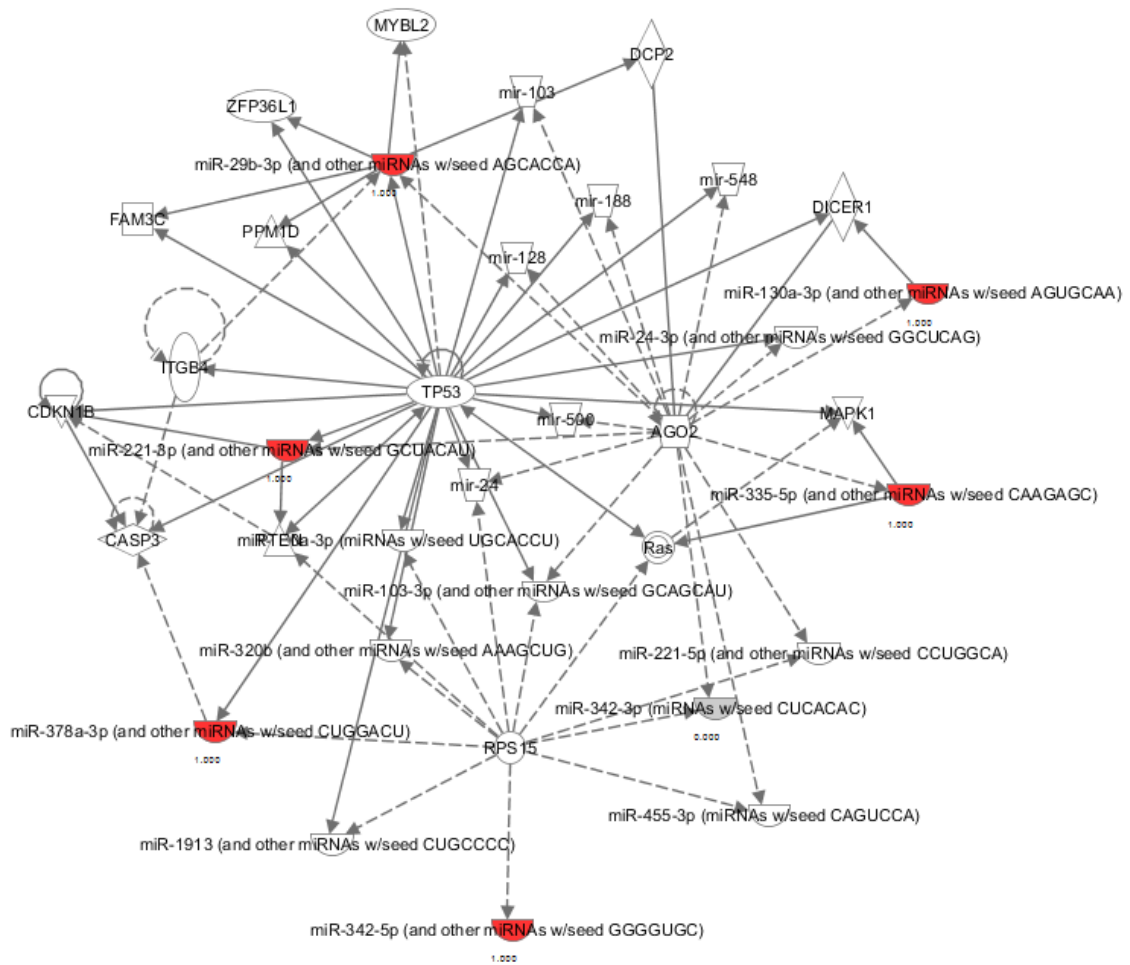 MYBL2
DCP2
mir-103
ZFP36L1
miR-29b-3p (and other miRNAs w/seed AGCACCA)
1.000
mir-548
mir-188
DICER1
FAM3C
PPM1D
mir-128
miR-130a-3p (and other miRNAs w/seed AGUGCAA)
1.000
miR-24-3p (and other miRNAs w/seed GGCUCAG)
ITGB4
TP53
CDKN1B
mir-500
AGO2
MAPK1
miR-221-3p (and other miRNAs w/seed GCUACAU)
1.000
mir-24
miR-335-5p (and other miRNAs w/seed CAAGAGC)
1.000
CASP3
PTEN
(miRNAs w/seed UGCACCU)
Ras
miR-103-3p (and other miRNAs w/seed GCAGCAU)
miR-320b (and other miRNAs w/seed AAAGCUG)
miR-221-5p (and other miRNAs w/seed CCUGGCA)
miR-342-3p (miRNAs w/seed CUCACAC)
0.000
miR-378a-3p (and other miRNAs w/seed CUGGACU)
1.000
RPS15
miR-455-3p (miRNAs w/seed CAGUCCA)
miR-1913 (and other miRNAs w/seed CUGCCCC)
miR-342-5p (and other miRNAs w/seed GGGGUGC)
1.000